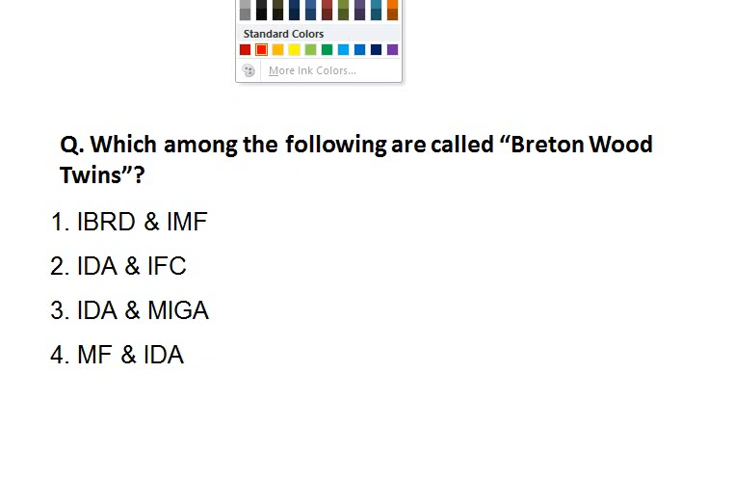 Standard Colors
More Ink Colors...
Q. Which among the following are called “Breton Wood
Twins”?
1. IBRD & IMF
2. IDA & IFC
3. IDA & MIGA
4. MF & IDA